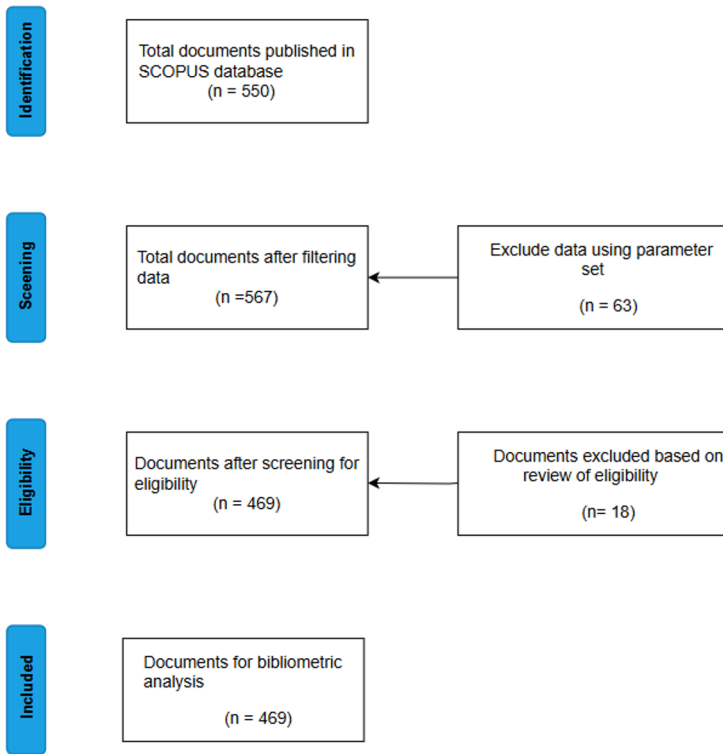 Identification
Total documents published in
SCOPUS database
(n = 550)
Sceening
Total documents after filtering
data
(n =567)
Exclude data using parameter
set
(n = 63)
Eligibility
Documents after screening for
eligibility
(n = 469)
Documents excluded based on
review of eligibility
(n= 18)
Included
Documents for bibliometric
analysis
(n = 469)